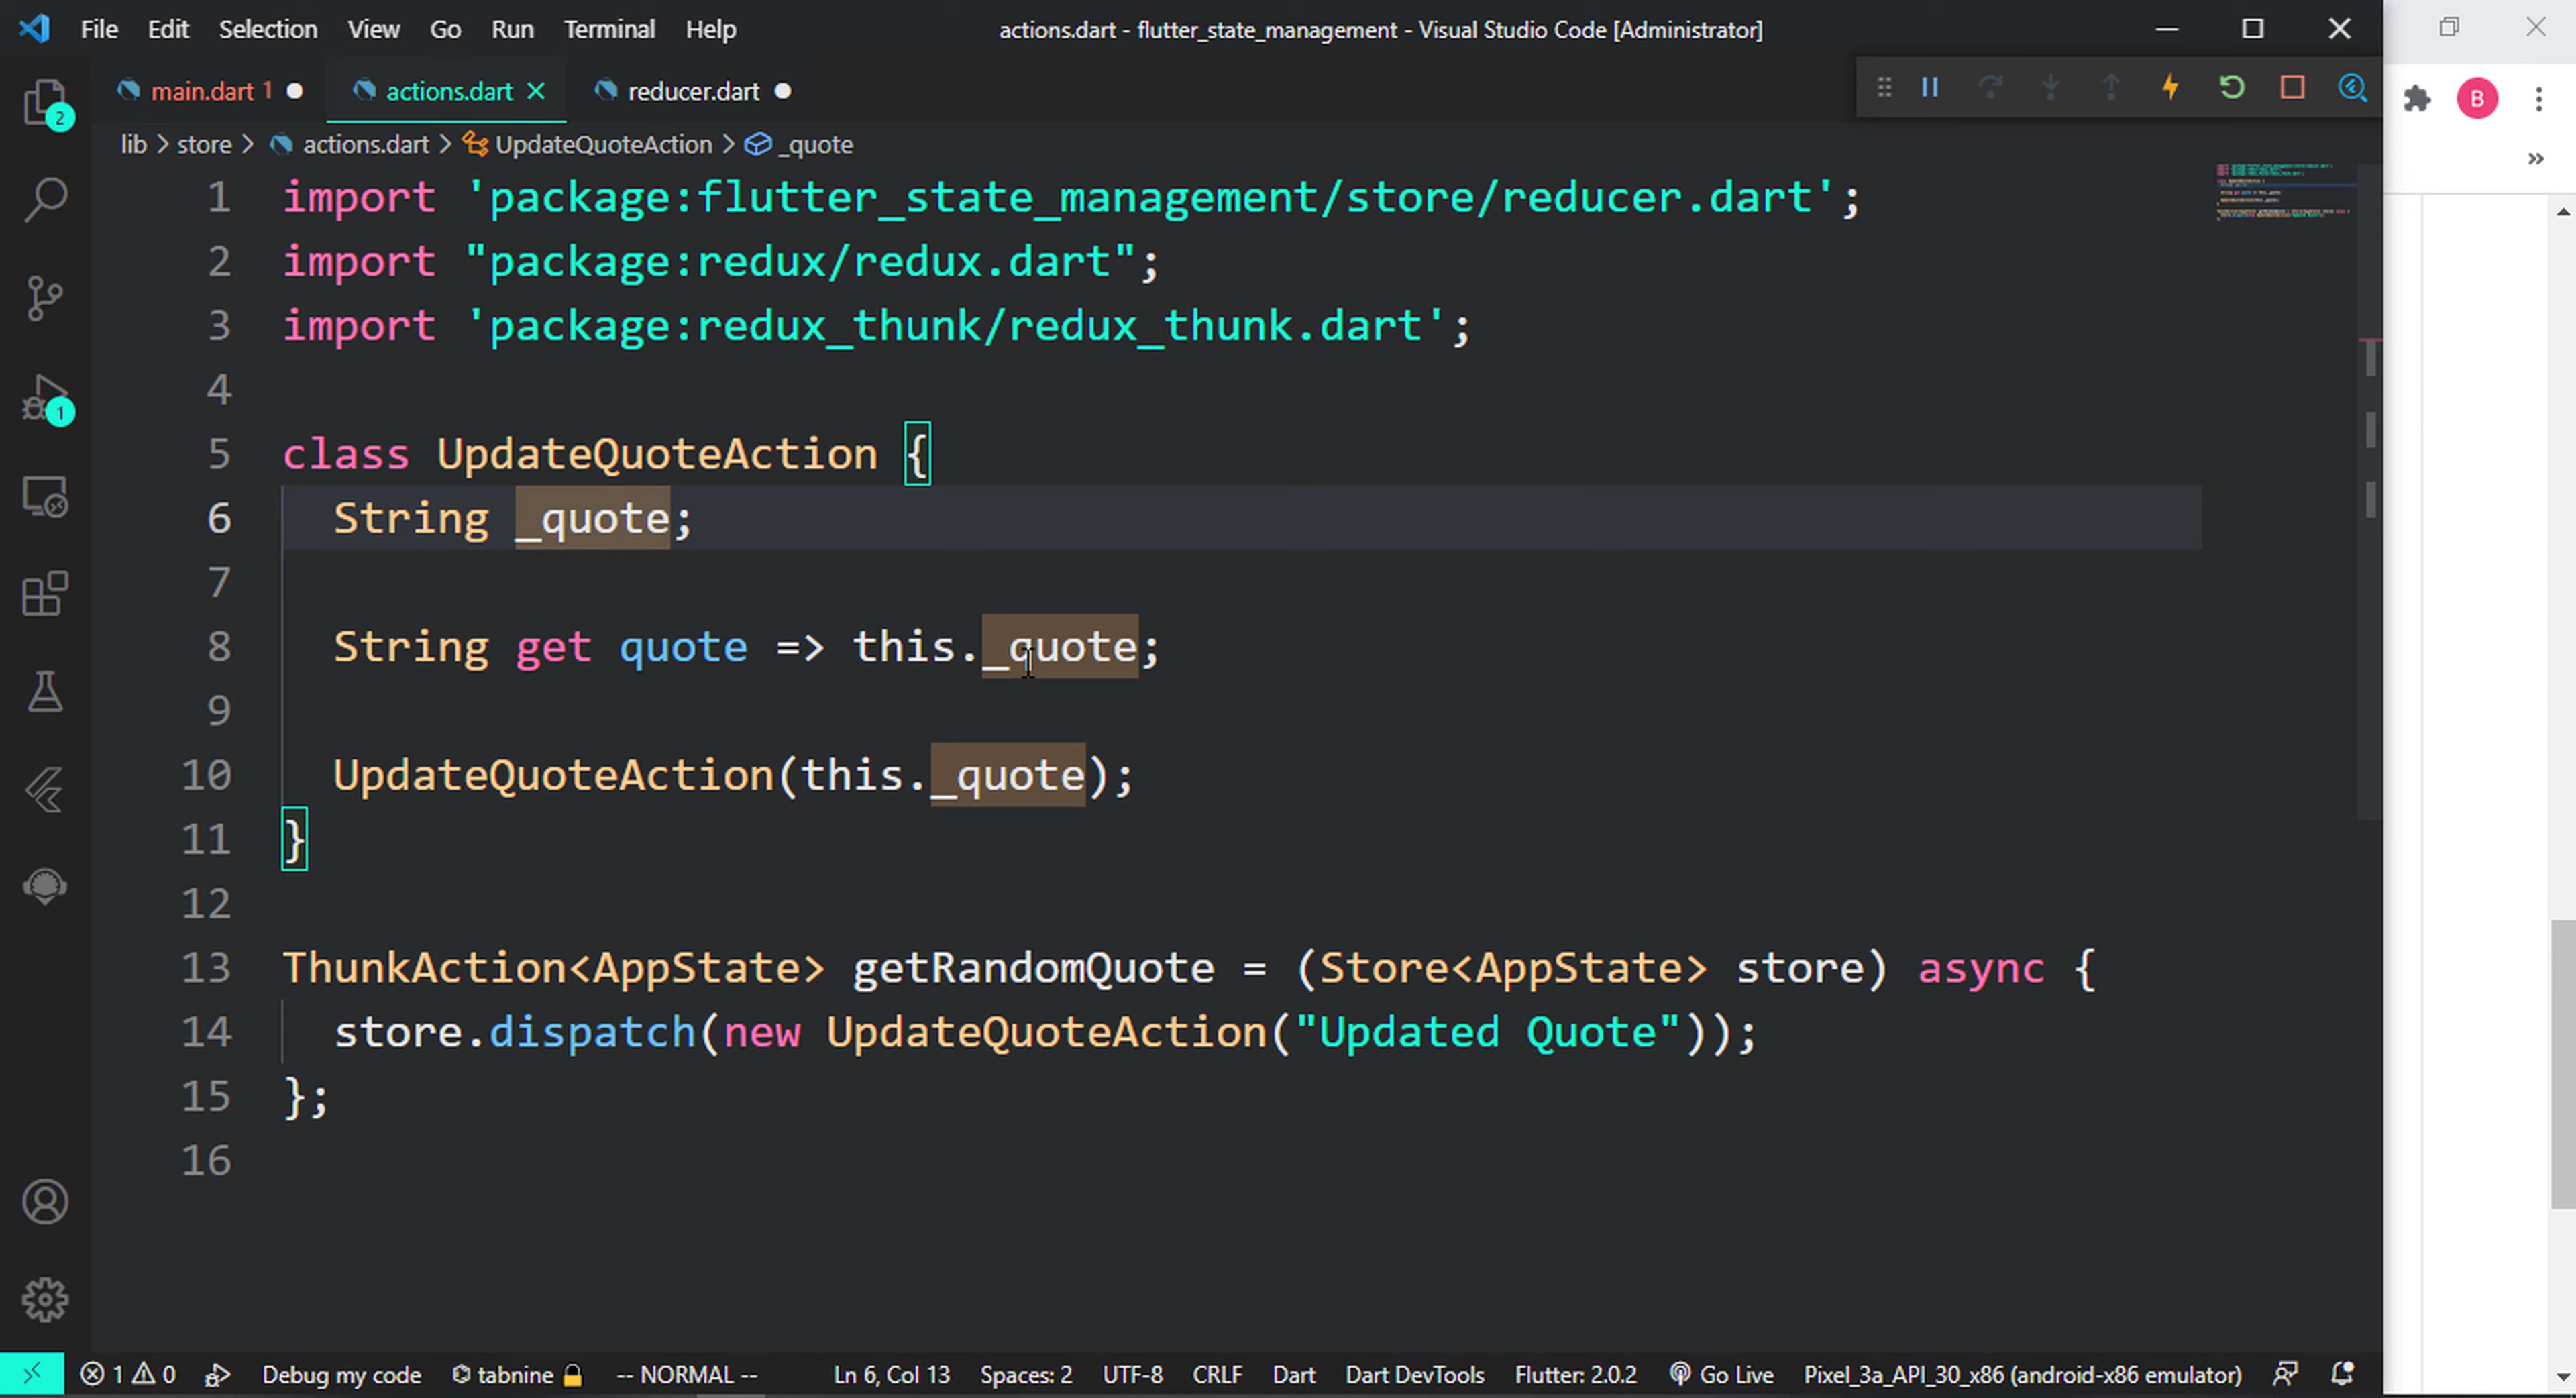 File Edit Selection View Go Run Terminal Help actions.dart - flutter_state_management - Visual Studio Code [Administrator]
main.dart 1 actions.dart reducer.dart
B
2
lib > store > actions.dart > UpdateQuoteAction > _quote
1 import 'package:flutter_state_management/store/reducer.dart';
2 import "package:redux/redux.dart";
3 import 'package:redux_thunk/redux_thunk.dart';
4
1
5 class UpdateQuoteAction {
6 String _quote;
7
8 String get quote => this._quote;
9
10 UpdateQuoteAction(this._quote);
11 }
12
13 ThunkAction<AppState> getRandomQuote = (Store<AppState> store) async {
14 store.dispatch(new UpdateQuoteAction("Updated Quote"));
15 };
16
1 0 Debug my code tabnine -- NORMAL -- Ln 6, Col 13 Spaces: 2 UTF-8 CRLF Dart Dart DevTools Flutter: 2.0.2 Go Live Pixel_3a_API_30_x86 (android-x86 emulator)